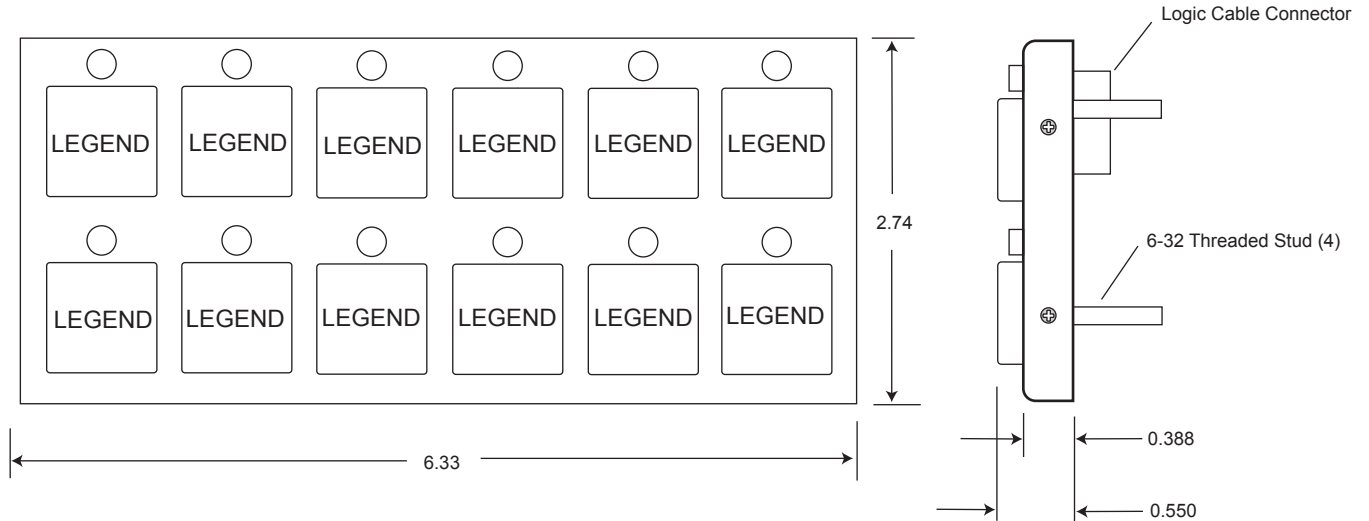 Logic Cable Connector
LEGEND LEGEND LEGEND LEGEND LEGEND LEGEND
2.74
6-32 Threaded Stud (4)
LEGEND LEGEND LEGEND LEGEND LEGEND LEGEND
0.388
6.33
0.550